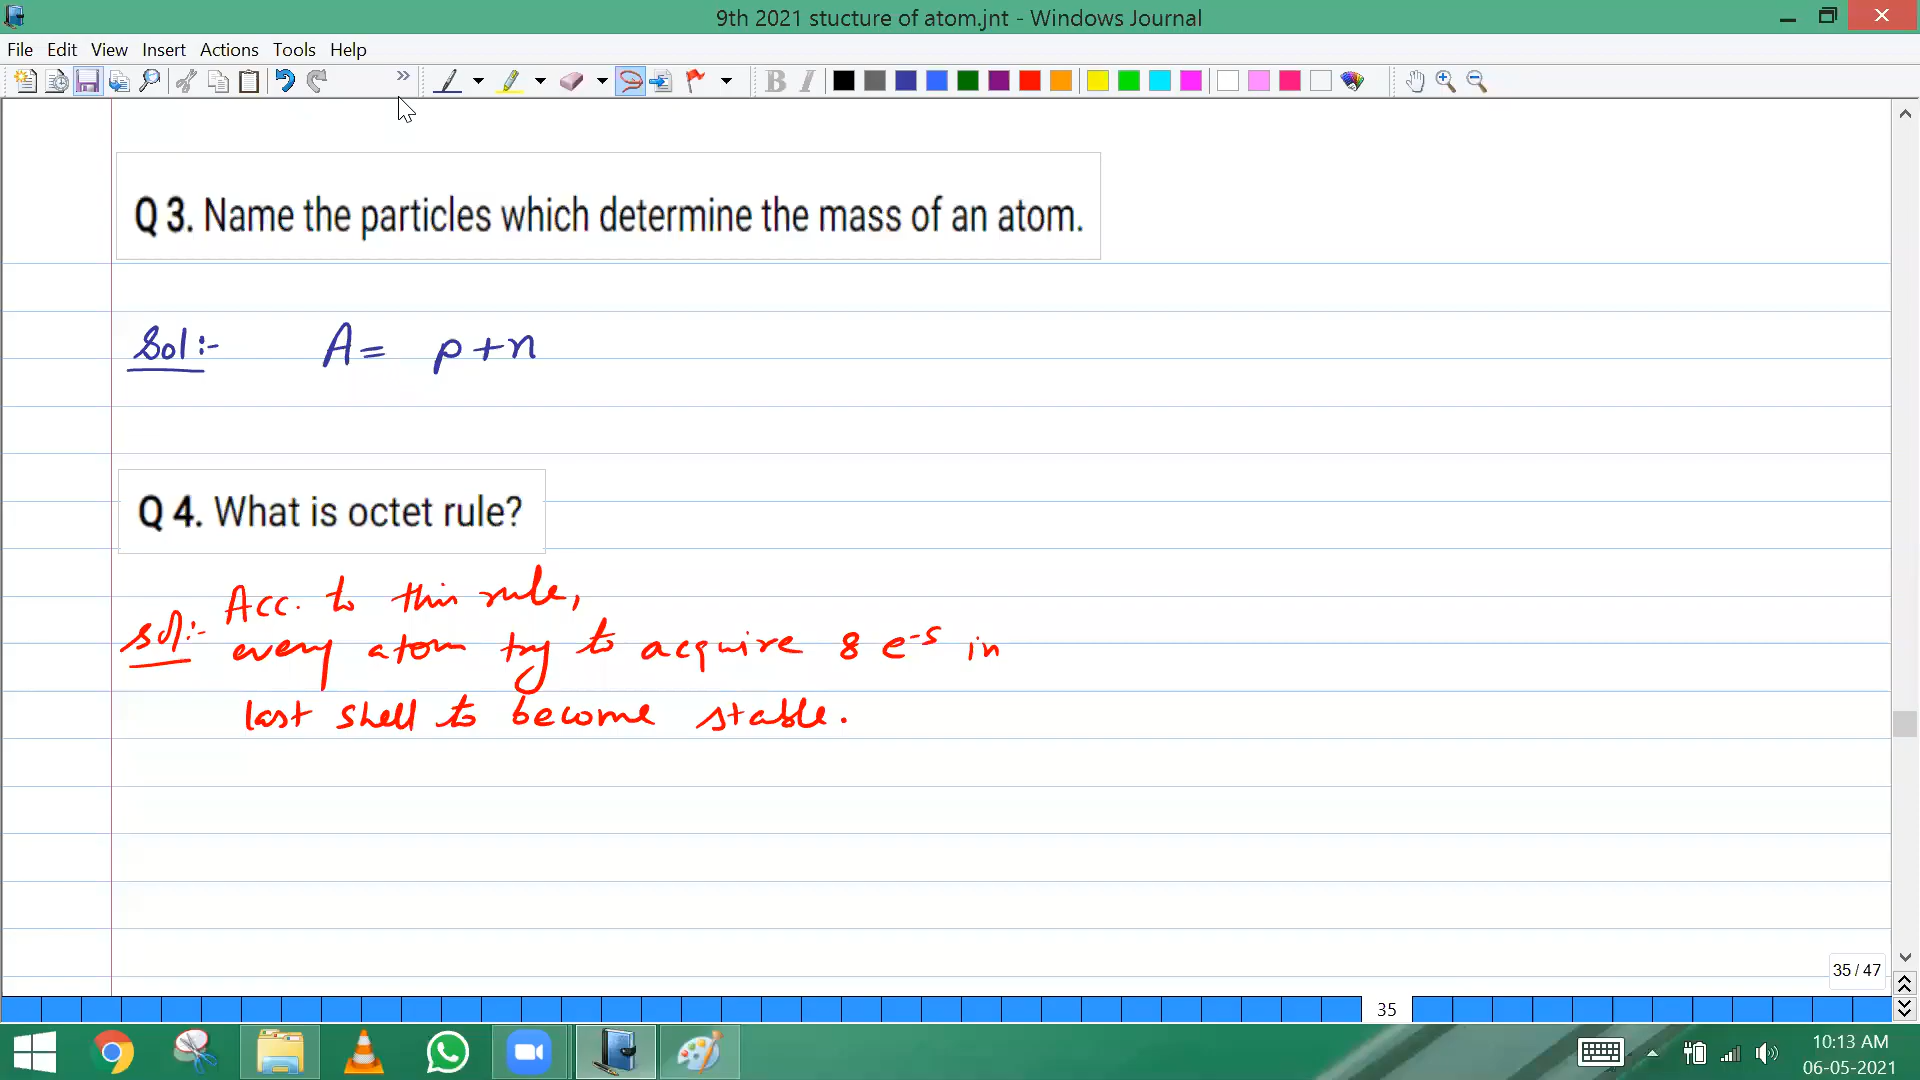 9th 2021 stucture of atom.jnt - Windows Journal
File Edit View Insert Actions Tools Help
Q 3. Name the particles which determine the mass of an atom.
Sol:- A = p+n
Q 4. What is octet rule?
Sol:- Acc. to this rule,
every atom try to acquire 8 e-s in
last shell to become stable.
35 / 47
35
10:13 AM
06-05-2021